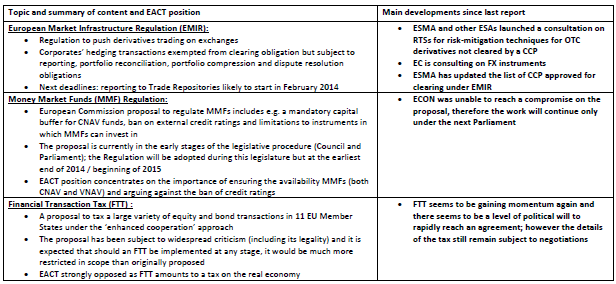 Topic and summary of content and EACT position
Main developments since last report
European Market Infrastructure Regulation (EMIR):
• Regulation to push derivatives trading on exchanges
• Corporates' hedging transactions exempted from clearing obligation but subject to
reporting, portfolio reconciliation, portfolio compression and dispute resolution
obligations
• Next deadlines: reporting to Trade Repositories likely to start in February 2014
• ESMA and other ESAs launched a consultation on
RTSs for risk-mitigation techniques for OTC
derivatives not cleared by a CCP
• EC is consulting on FX instruments
• ESMA has updated the list of CCP approved for
clearing under EMIR
Money Market Funds (MMF) Regulation:
• European Commission proposal to regulate MMFs includes e.g. a mandatory capital
buffer for CNAV funds, ban on external credit ratings and limitations to instruments in
which MMFs can invest in
• The proposal is currently in the early stages of the legislative procedure (Council and
Parliament); the Regulation will be adopted during this legislature but at the earliest
end of 2014 / beginning of 2015
• EACT position concentrates on the importance of ensuring the availability MMFs (both
CNAV and VNAV) and arguing against the ban of credit ratings
• ECON was unable to reach a compromise on the
proposal, therefore the work will continue only
under the next Parliament
Financial Transaction Tax (FTT) :
• A proposal to tax a large variety of equity and bond transactions in 11 EU Member
States under the 'enhanced cooperation' approach
• The proposal has been subject to widespread criticism (including its legality) and it is
expected that should an FTT be implemented at any stage, it would be much more
restricted in scope than originally proposed
• EACT strongly opposed as FTT amounts to a tax on the real economy
• FTT seems to be gaining momentum again and
there seems to be a level of political will to
rapidly reach an agreement; however the details
of the tax still remain subject to negotiations